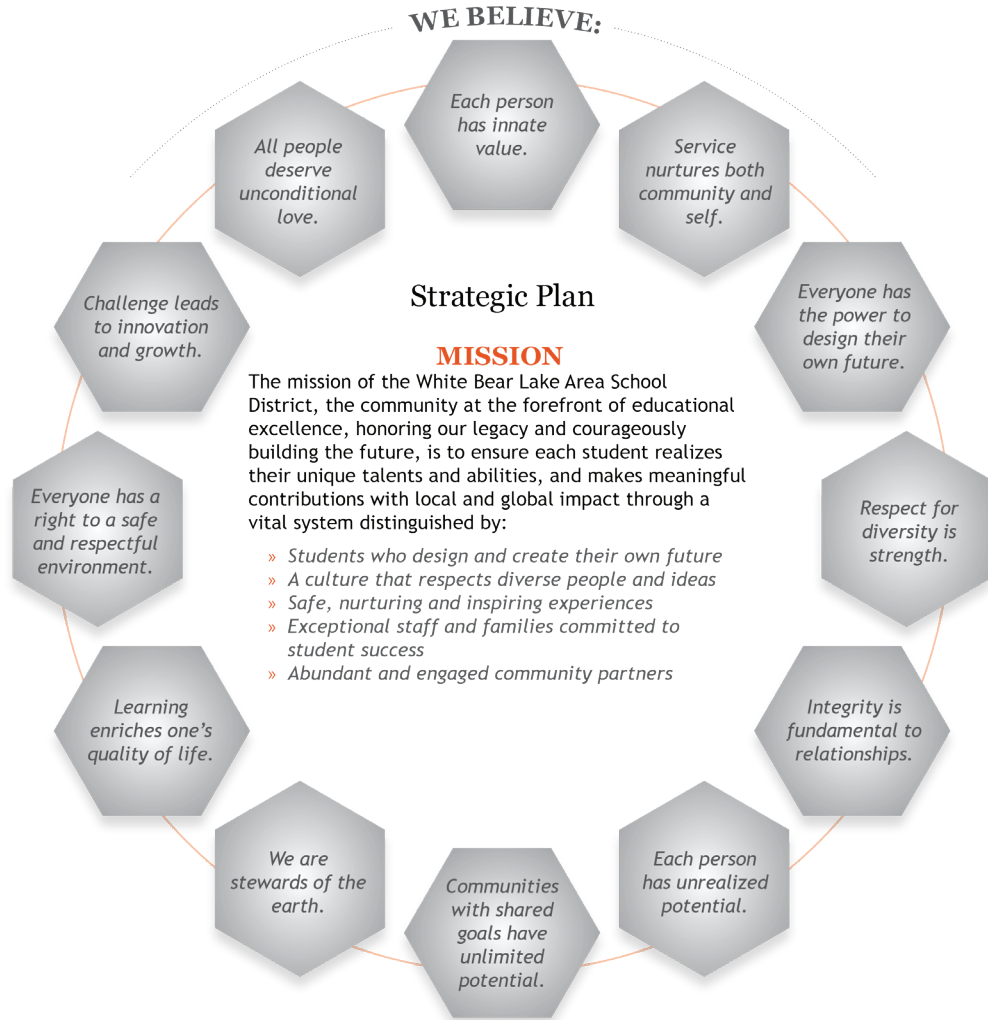 WE BELIEVE:
Each person
has innate
value.
Service
nurtures both
community and
self.
Everyone has
the power to
design their
own future.
Respect for
diversity is
strength.
Integrity is
fundamental to
relationships.
Each person
has unrealized
potential.
Communities
with shared
goals have
unlimited
potential.
We are
stewards of the
earth.
Learning
enriches one’s
quality of life.
Everyone has a
right to a safe
and respectful
environment.
Challenge leads
to innovation
and growth.
All people
deserve
unconditional
love.
Strategic Plan
MISSION
The mission of the White Bear Lake Area School
District, the community at the forefront of educational
excellence, honoring our legacy and courageously
building the future, is to ensure each student realizes
their unique talents and abilities, and makes meaningful
contributions with local and global impact through a
vital system distinguished by:
» Students who design and create their own future
» A culture that respects diverse people and ideas
» Safe, nurturing and inspiring experiences
» Exceptional staff and families committed to
student success
» Abundant and engaged community partners